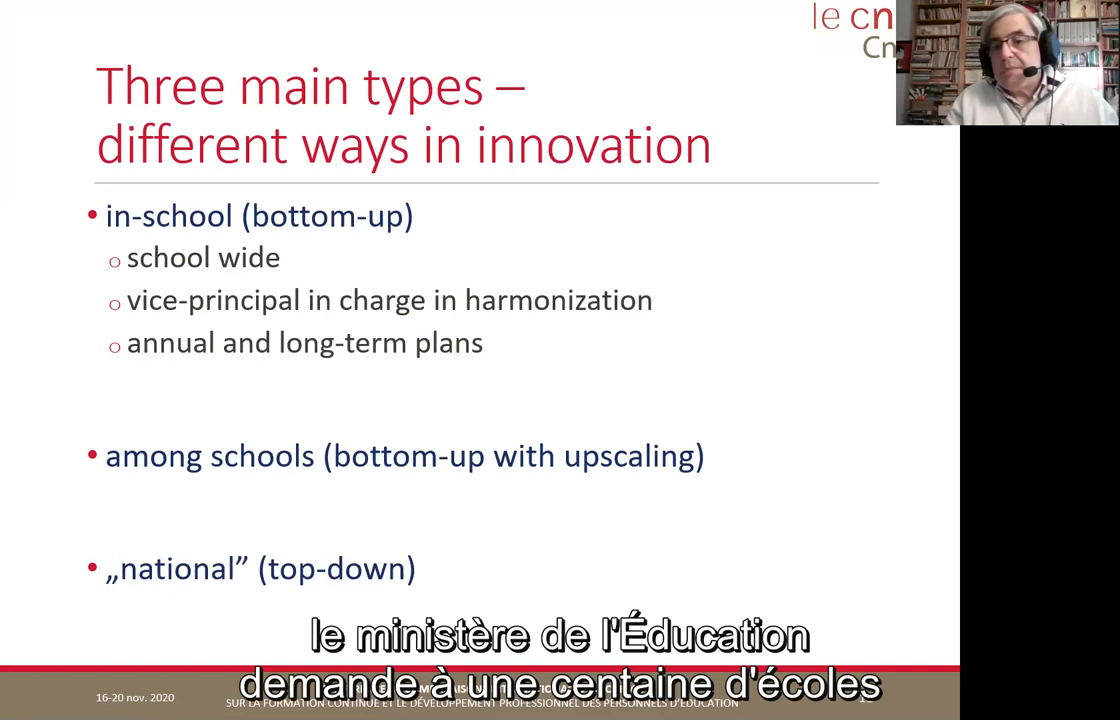 le cn
Cn
Three main types –
different ways in innovation
• in-school (bottom-up)
o school wide
o vice-principal in charge in harmonization
o annual and long-term plans
• among schools (bottom-up with upscaling)
• „national” (top-down)
le ministère de l'Éducation
demande à une centaine d'écoles
16-20 nov. 2020
SUR LA FORMATION CONTINUE ET LE DÉVELOPPEMENT PROFESSIONNEL DES PERSONNELS D'ÉDUCATION